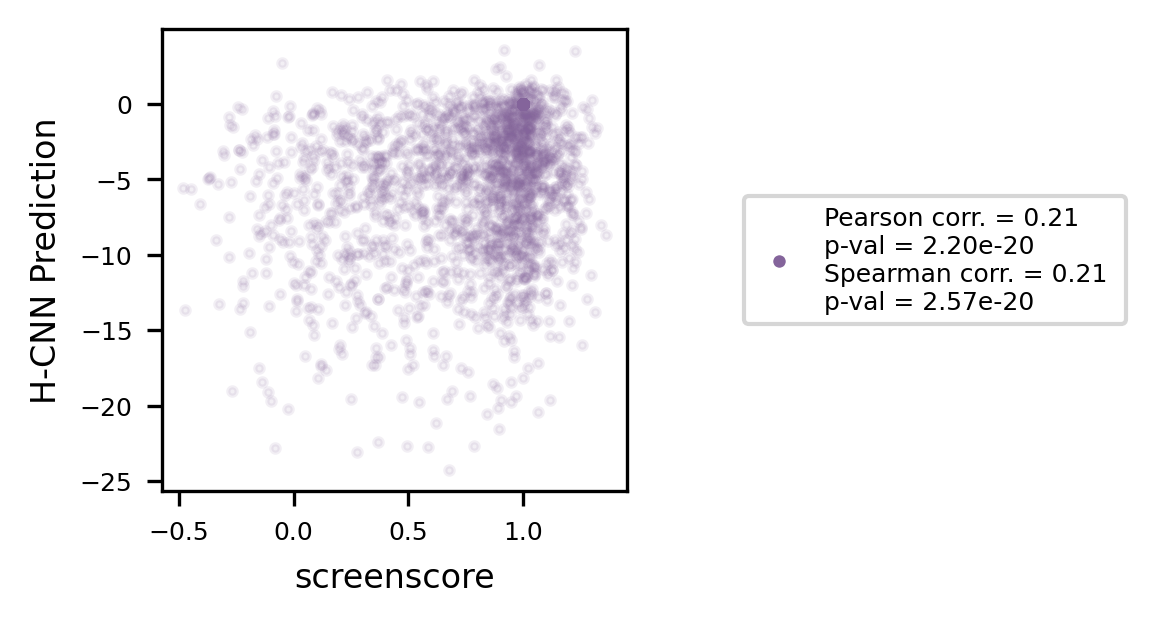 H-CNN Prediction
0
−5
−10
−15
−20
−25
−0.5
0.0
0.5
1.0
screenscore
Pearson corr. = 0.21
p-val = 2.20e-20
Spearman corr. = 0.21
p-val = 2.57e-20